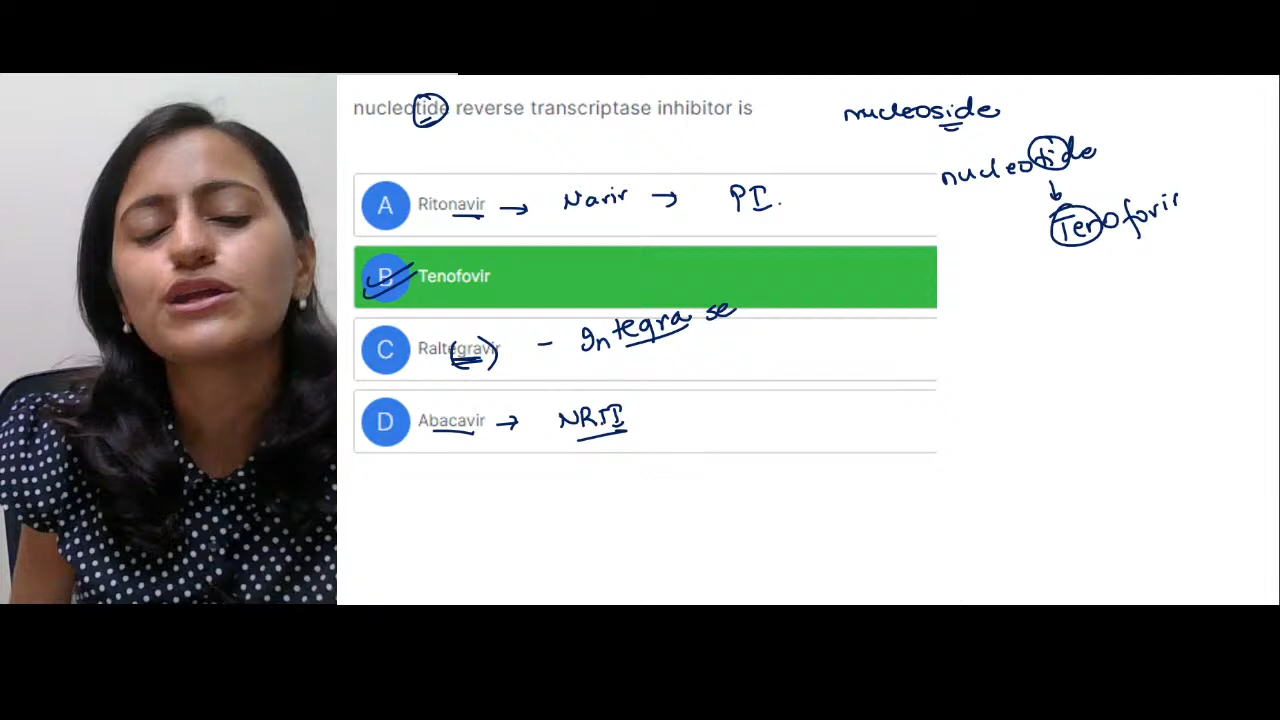 nucleotide reverse transcriptase inhibitor is
nucleoside
nucleotide
Tenofovir
A Ritonavir → Navir → PI.
B Tenofovir
C Raltegravir - Integrase
D Abacavir → NRTI